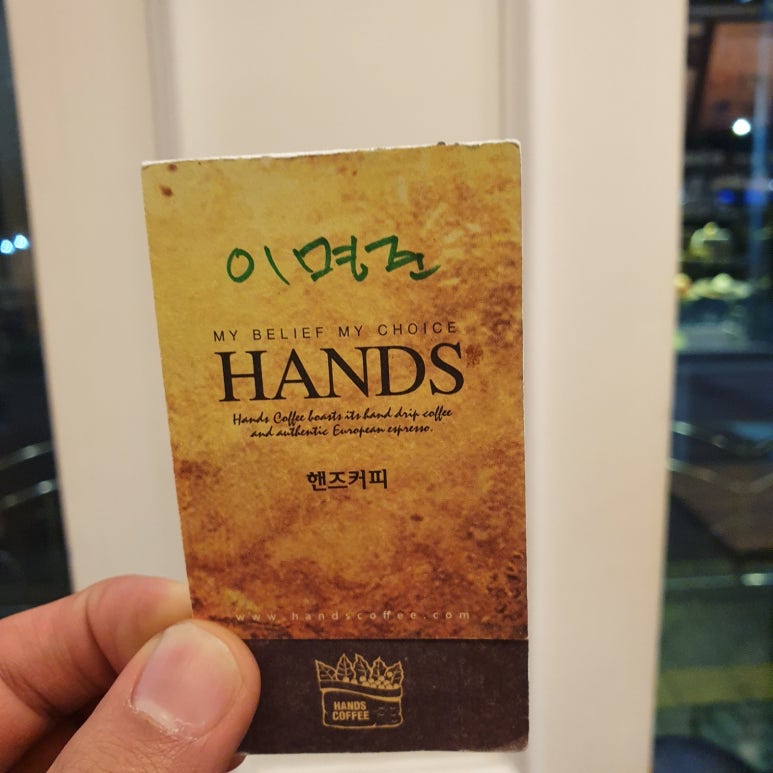 이명준
MY BELIEF MY CHOICE
HANDS
Hands Coffee boasts its hand drip coffee
and authentic European espresso.
핸즈커피
www.handscoffee.com
HANDS
COFFEE